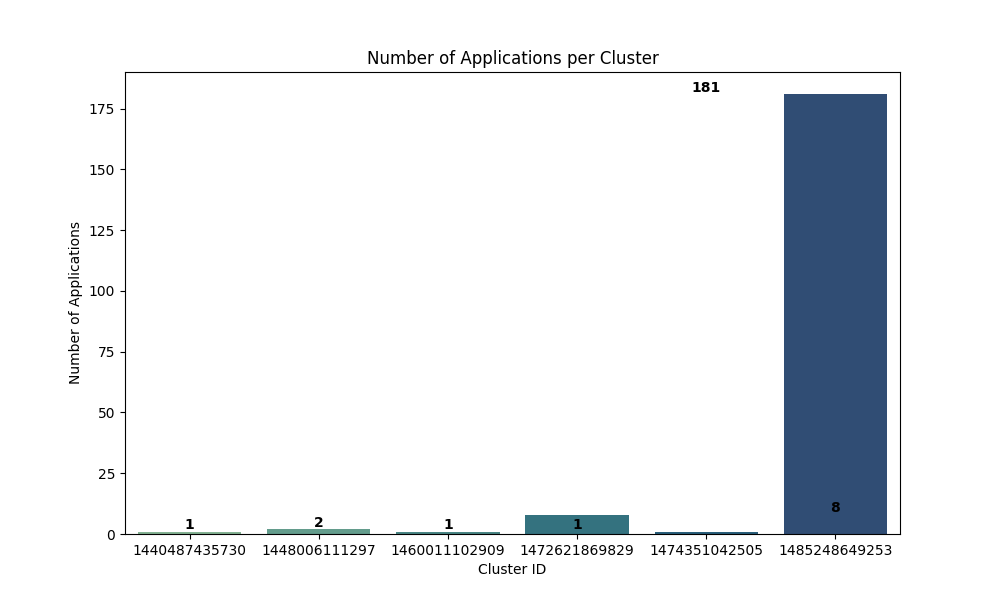 Number of Applications per Cluster
181
175
150
125
100
75
50
25
0
Number of Applications
1 2 1 1 8
1440487435730 1448006111297 1460011102909 1472621869829 1474351042505 1485248649253
Cluster ID